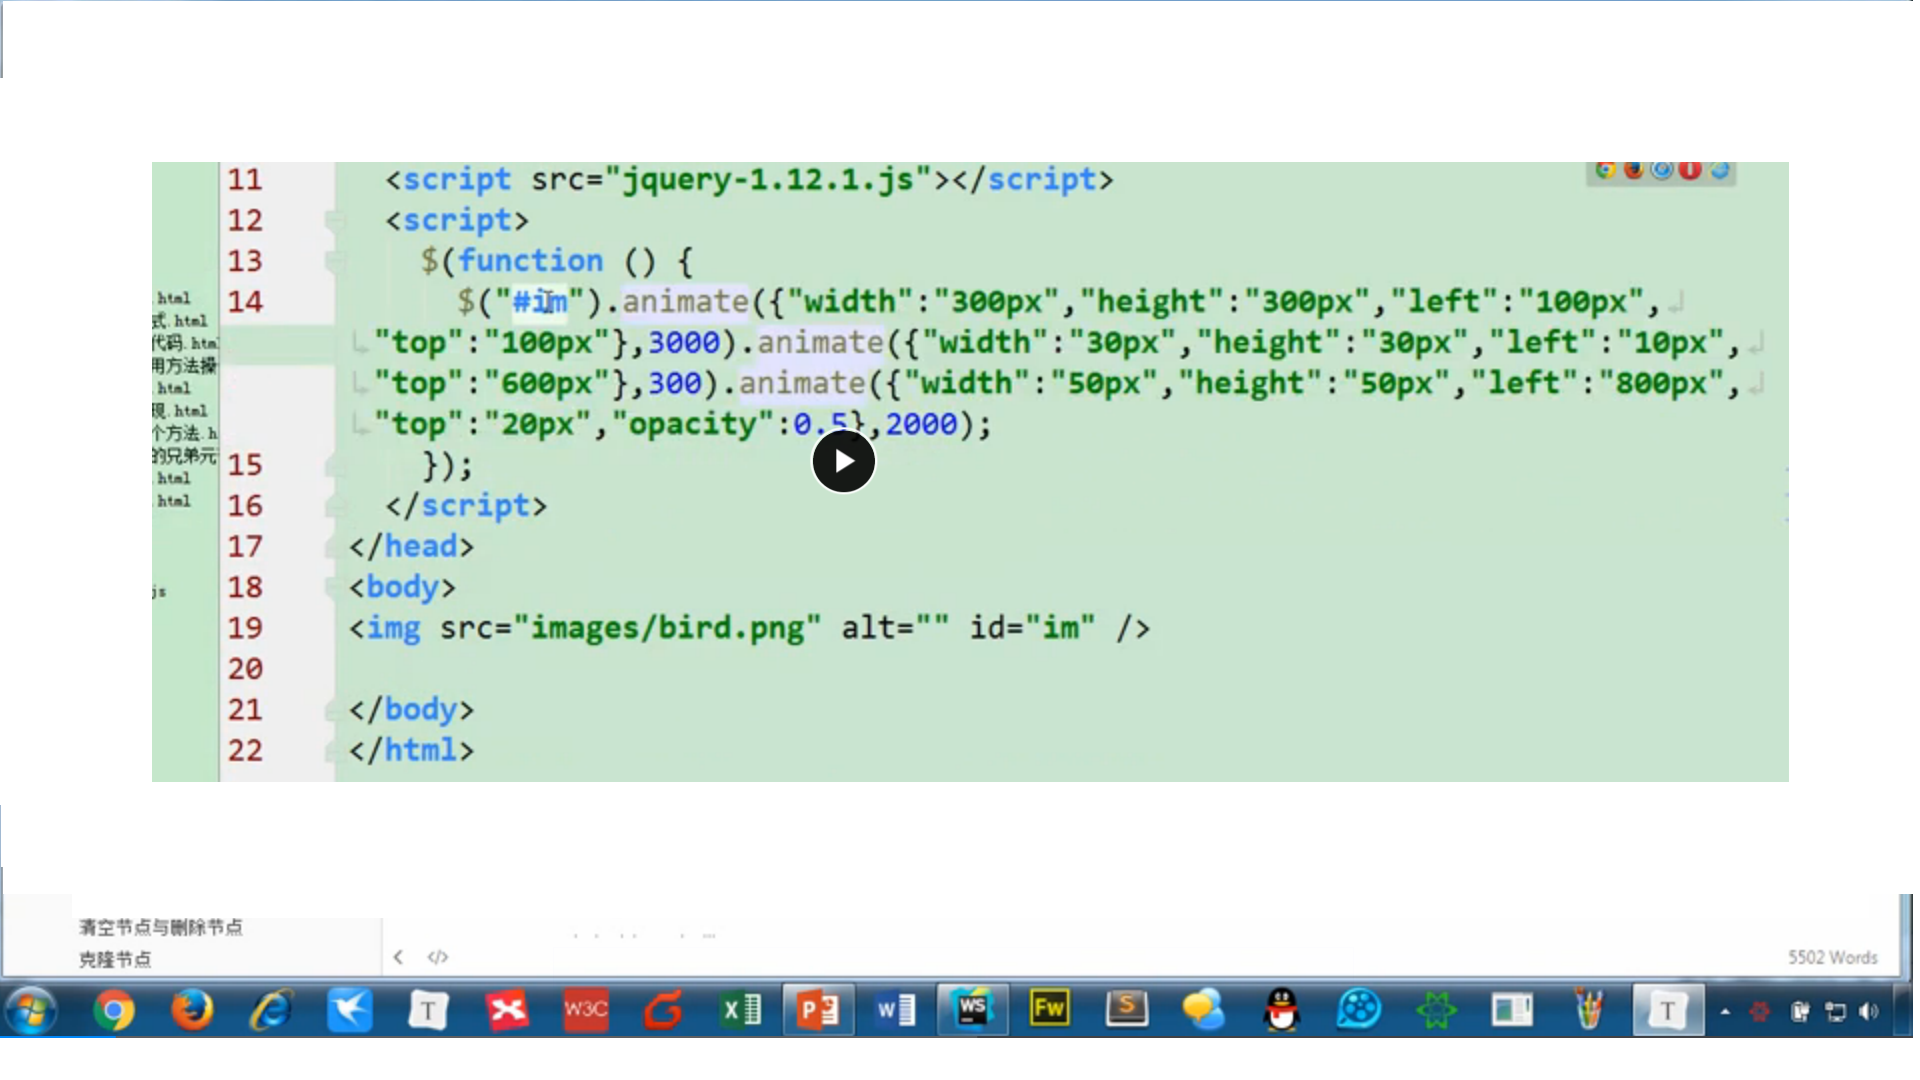 11 <script src="jquery-1.12.1.js"></script>
12 <script>
13 $(function () {
14 $("#im").animate({"width":"300px","height":"300px","left":"100px",
"top":"100px"},3000).animate({"width":"30px","height":"30px","left":"10px",
"top":"600px"},300).animate({"width":"50px","height":"50px","left":"800px",
"top":"20px","opacity":0.5},2000);
15 });
16 </script>
17 </head>
18 <body>
19 <img src="images/bird.png" alt="" id="im" />
20
21 </body>
22 </html>
.html
式.html
代码.html
用方法操
.html
现.html
个方法.h
的兄弟元
.html
.html
js
清空节点与删除节点
克隆节点
</>
5502 Words
T
W3C
X
P
W
WS
Fw
S
T